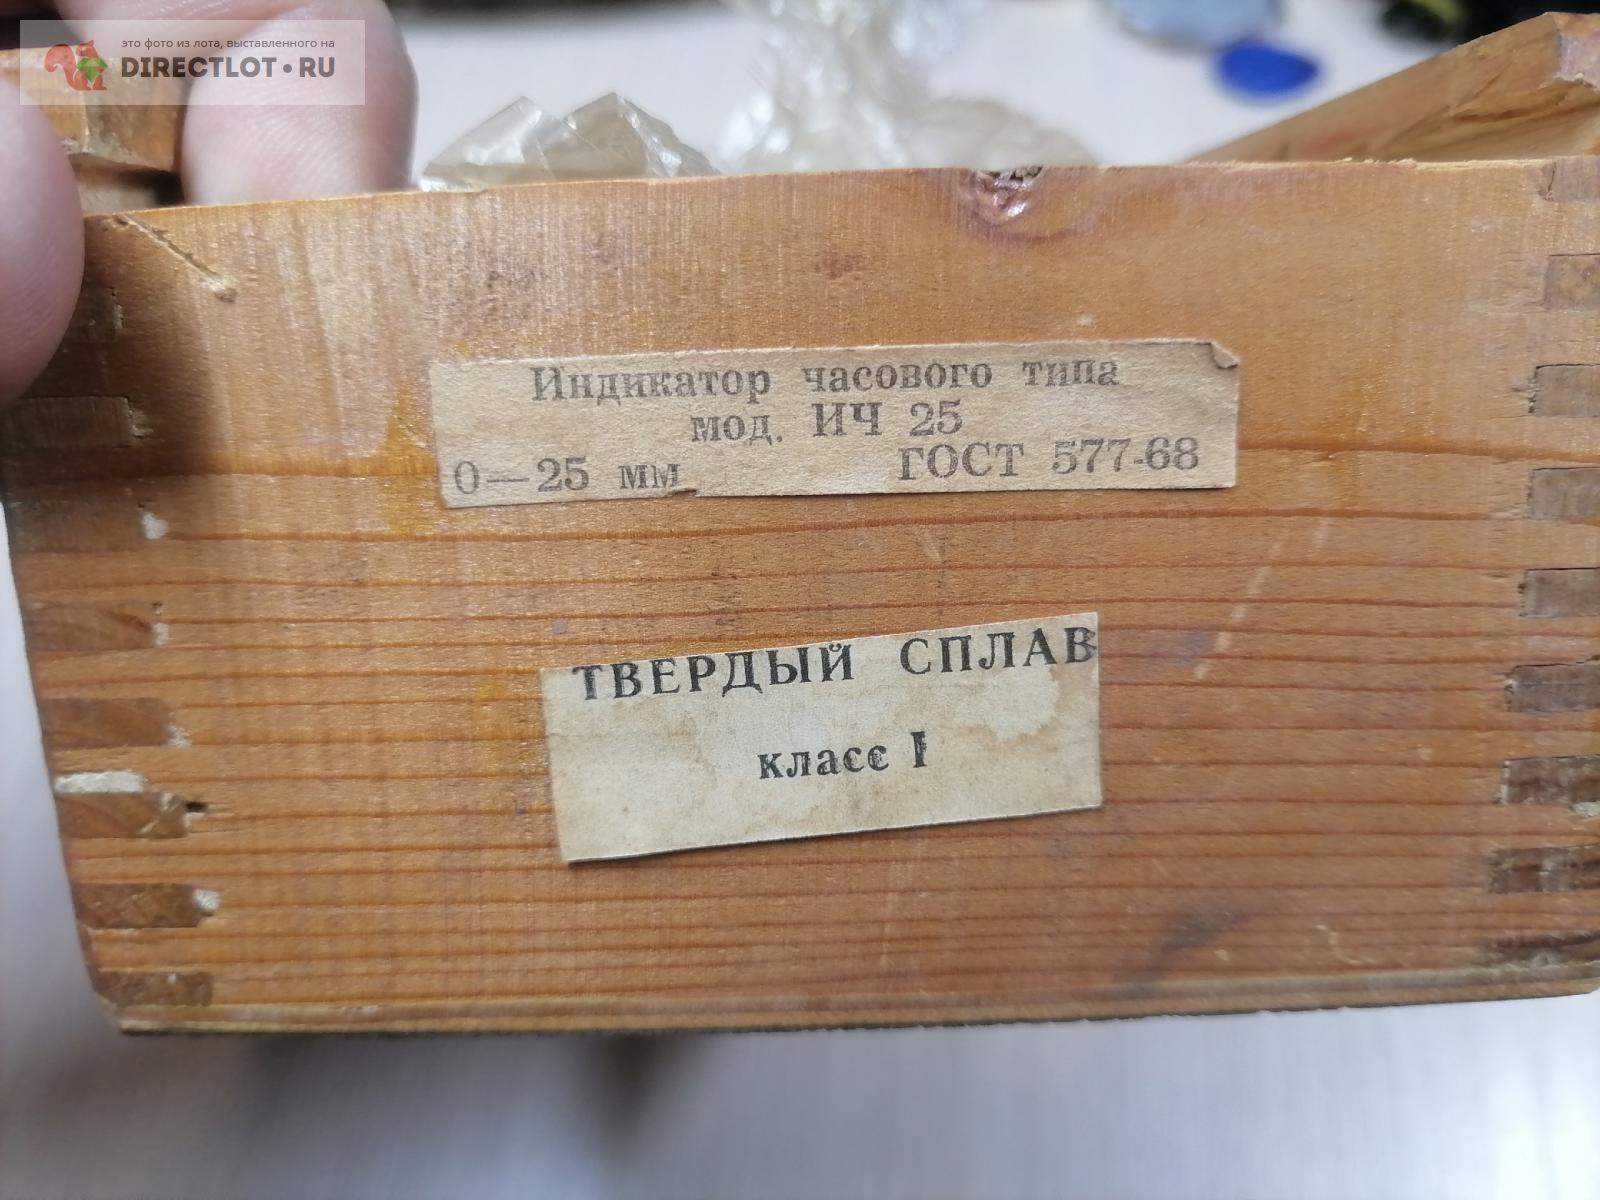 это фото из лота, выставленного на
DIRECTLOT•RU
Индикатор часового типа
мод. ИЧ 25
0—25 мм ГОСТ 577-68
ТВЕРДЫЙ СПЛАВ
класс I